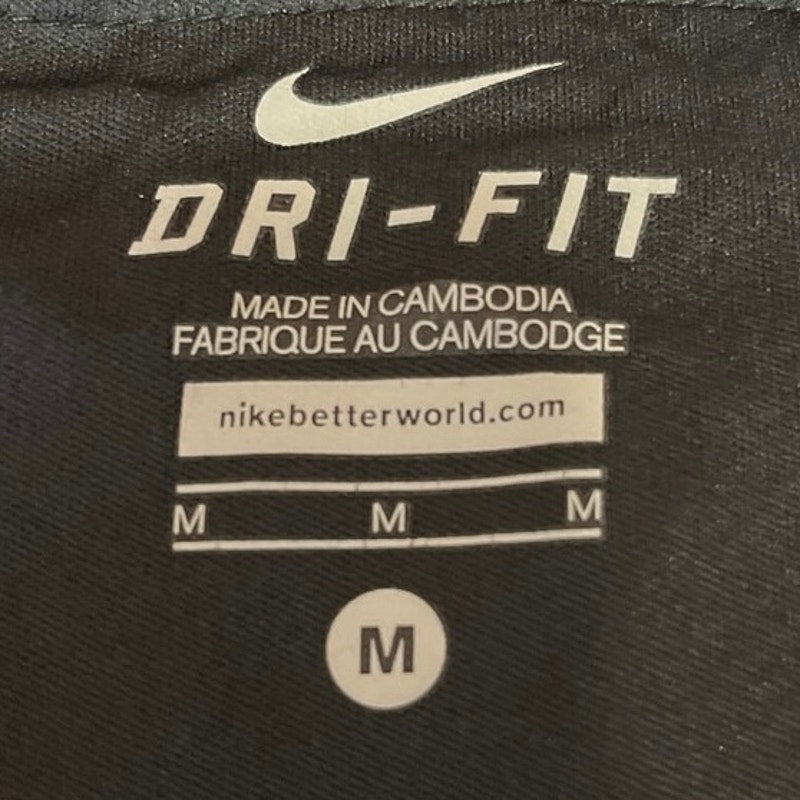 DRI-FIT
MADE IN CAMBODIA
FABRIQUE AU CAMBODGE
nikebetterworld.com
M M M
M